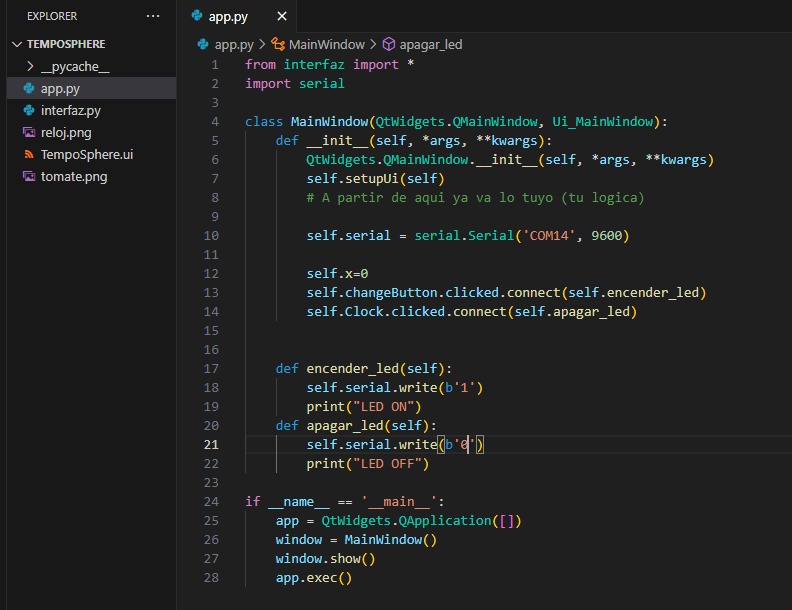 EXPLORER ...
TEMPOSPHERE
__pycache__
app.py
interfaz.py
reloj.png
TempoSphere.ui
tomate.png
app.py
app.py > MainWindow > apagar_led
1 from interfaz import *
2 import serial
3
4 class MainWindow(QtWidgets.QMainWindow, Ui_MainWindow):
5     def __init__(self, *args, **kwargs):
6         QtWidgets.QMainWindow.__init__(self, *args, **kwargs)
7         self.setupUi(self)
8         # A partir de aqui ya va lo tuyo (tu logica)
9
10         self.serial = serial.Serial('COM14', 9600)
11
12         self.x=0
13         self.changeButton.clicked.connect(self.encender_led)
14         self.Clock.clicked.connect(self.apagar_led)
15
16
17     def encender_led(self):
18         self.serial.write(b'1')
19         print("LED ON")
20     def apagar_led(self):
21         self.serial.write(b'0')
22         print("LED OFF")
23
24 if __name__ == '__main__':
25     app = QtWidgets.QApplication([])
26     window = MainWindow()
27     window.show()
28     app.exec()